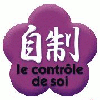 自制
le contrôle
de soi